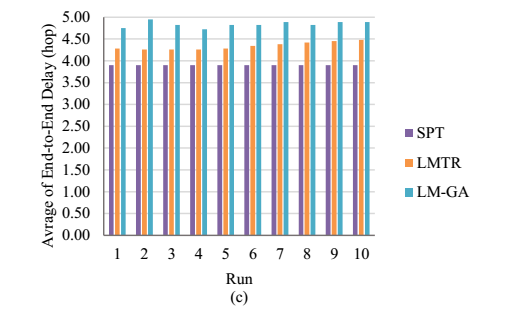 Avrage of End-to-End Delay (hop)
5.00
4.50
4.00
3.50
3.00
2.50
2.00
1.50
1.00
0.50
0.00
1 2 3 4 5 6 7 8 9 10
Run
(c)
SPT
LMTR
LM-GA